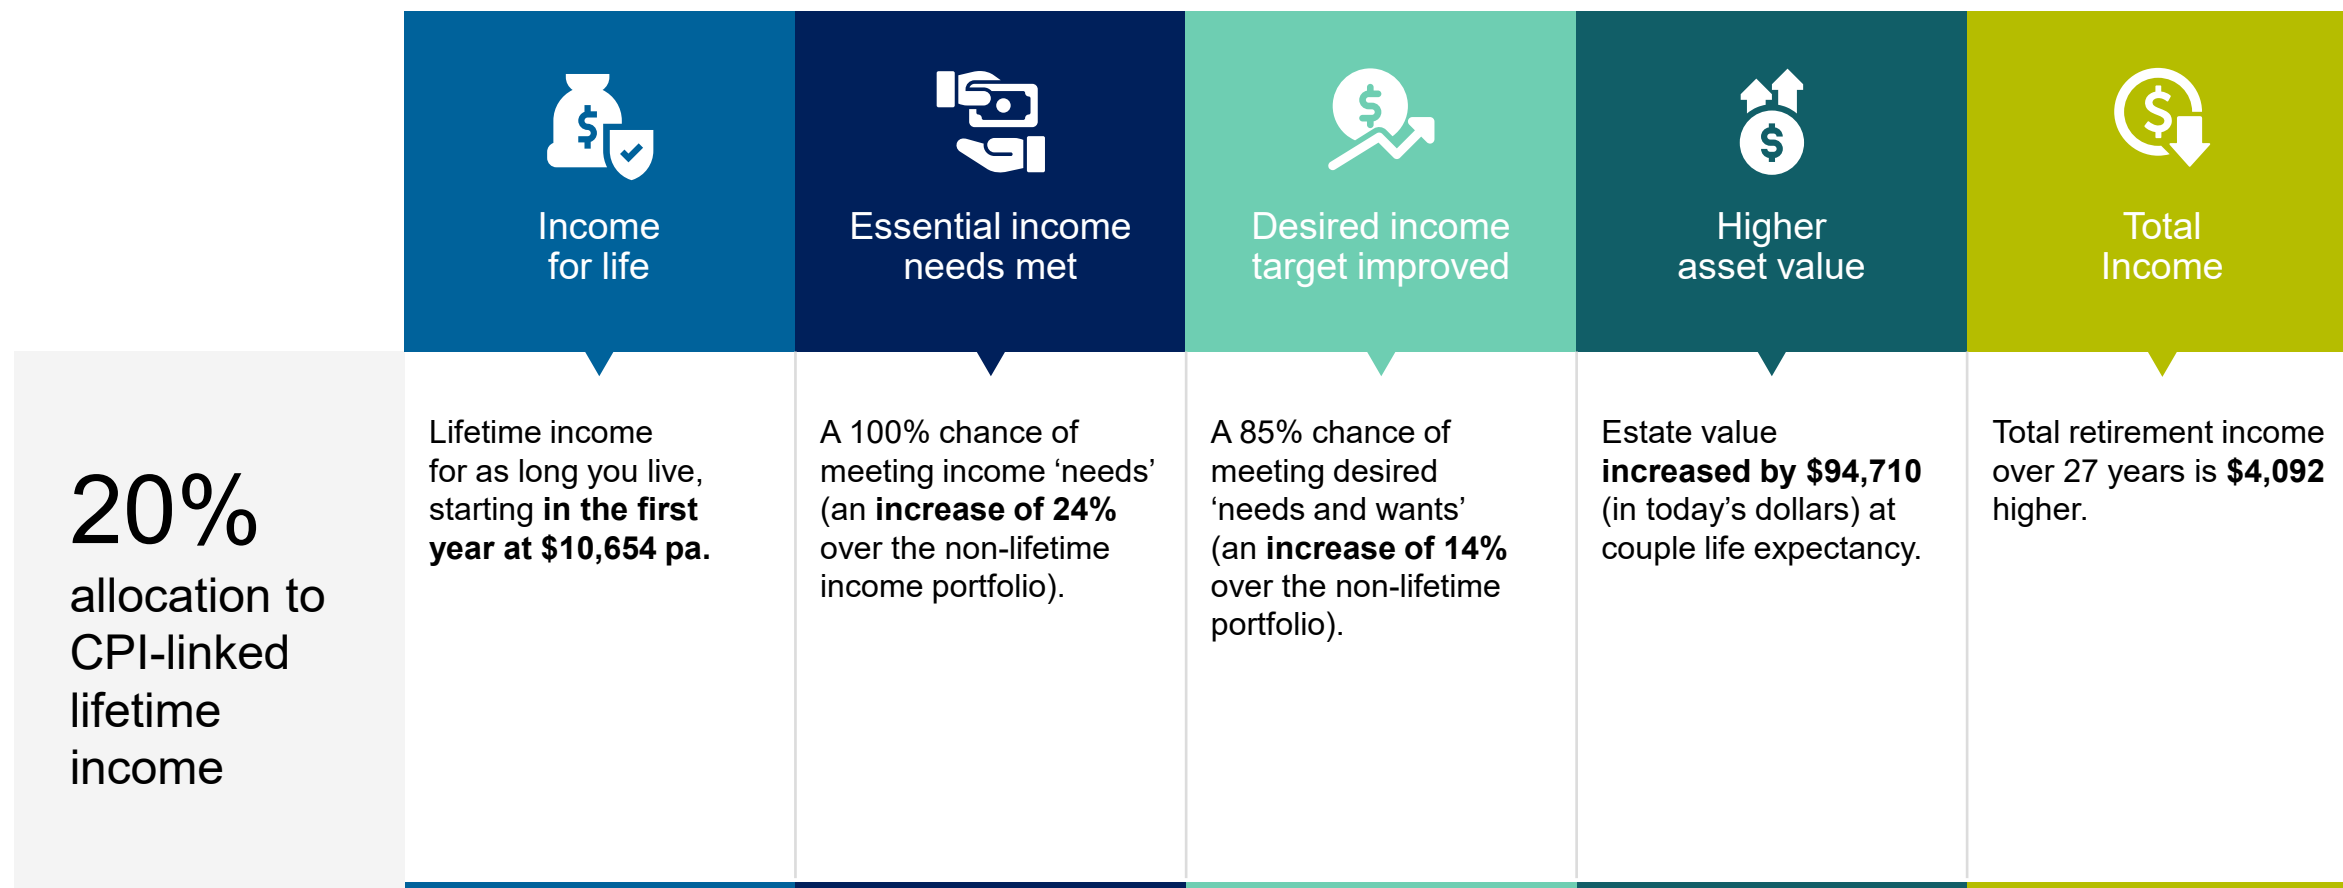 Income
for life
Essential income
needs met
Desired income
target improved
Higher
asset value
Total
Income
20%
allocation to
CPI-linked
lifetime
income
Lifetime income
for as long you live,
starting in the first
year at $10,654 pa.
A 100% chance of
meeting income ‘needs’
(an increase of 24%
over the non-lifetime
income portfolio).
A 85% chance of
meeting desired
‘needs and wants’
(an increase of 14%
over the non-lifetime
portfolio).
Estate value
increased by $94,710
(in today’s dollars) at
couple life expectancy.
Total retirement income
over 27 years is $4,092
higher.